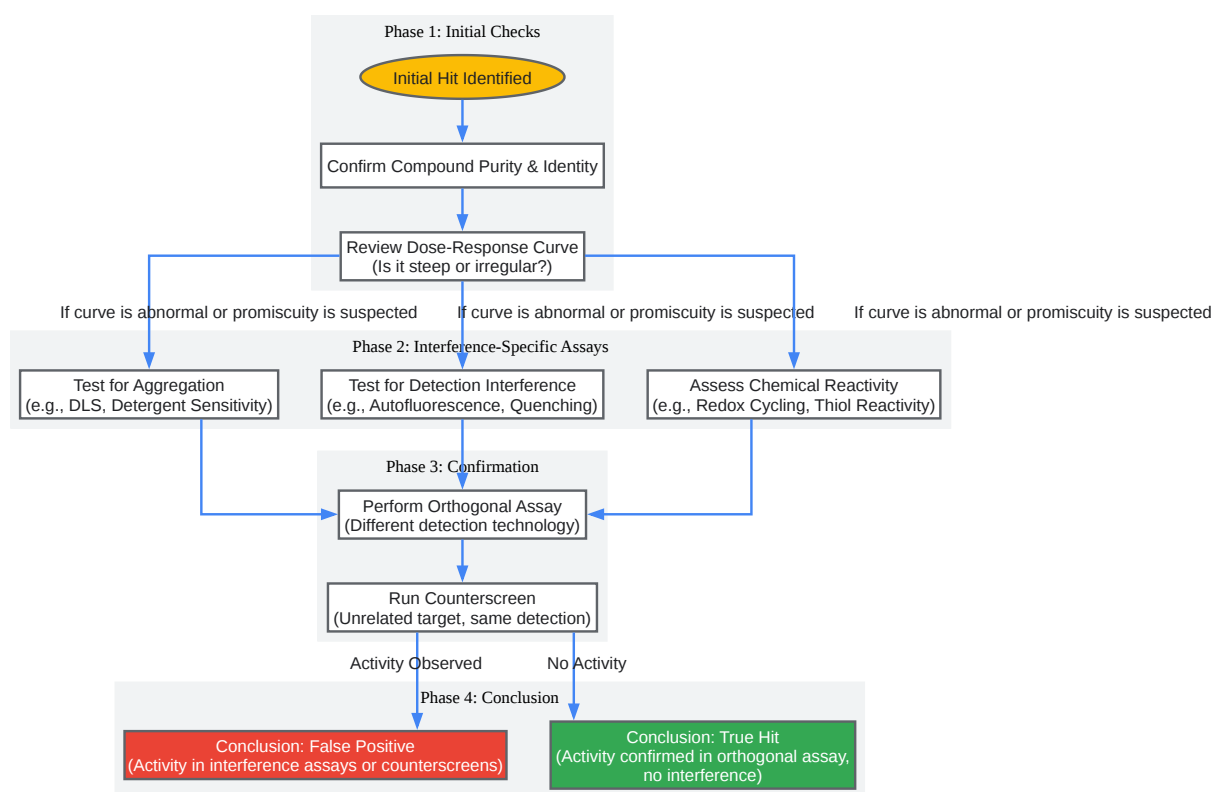 Phase 1: Initial Checks
Initial Hit Identified
Confirm Compound Purity & Identity
Review Dose-Response Curve
(Is it steep or irregular?)
If curve is abnormal or promiscuity is suspected
If curve is abnormal or promiscuity is suspected
If curve is abnormal or promiscuity is suspected
Phase 2: Interference-Specific Assays
Test for Aggregation
(e.g., DLS, Detergent Sensitivity)
Test for Detection Interference
(e.g., Autofluorescence, Quenching)
Assess Chemical Reactivity
(e.g., Redox Cycling, Thiol Reactivity)
Phase 3: Confirmation
Perform Orthogonal Assay
(Different detection technology)
Run Counterscreen
(Unrelated target, same detection)
Activity Observed
No Activity
Phase 4: Conclusion
Conclusion: False Positive
(Activity in interference assays or counterscreens)
Conclusion: True Hit
(Activity confirmed in orthogonal assay,
no interference)